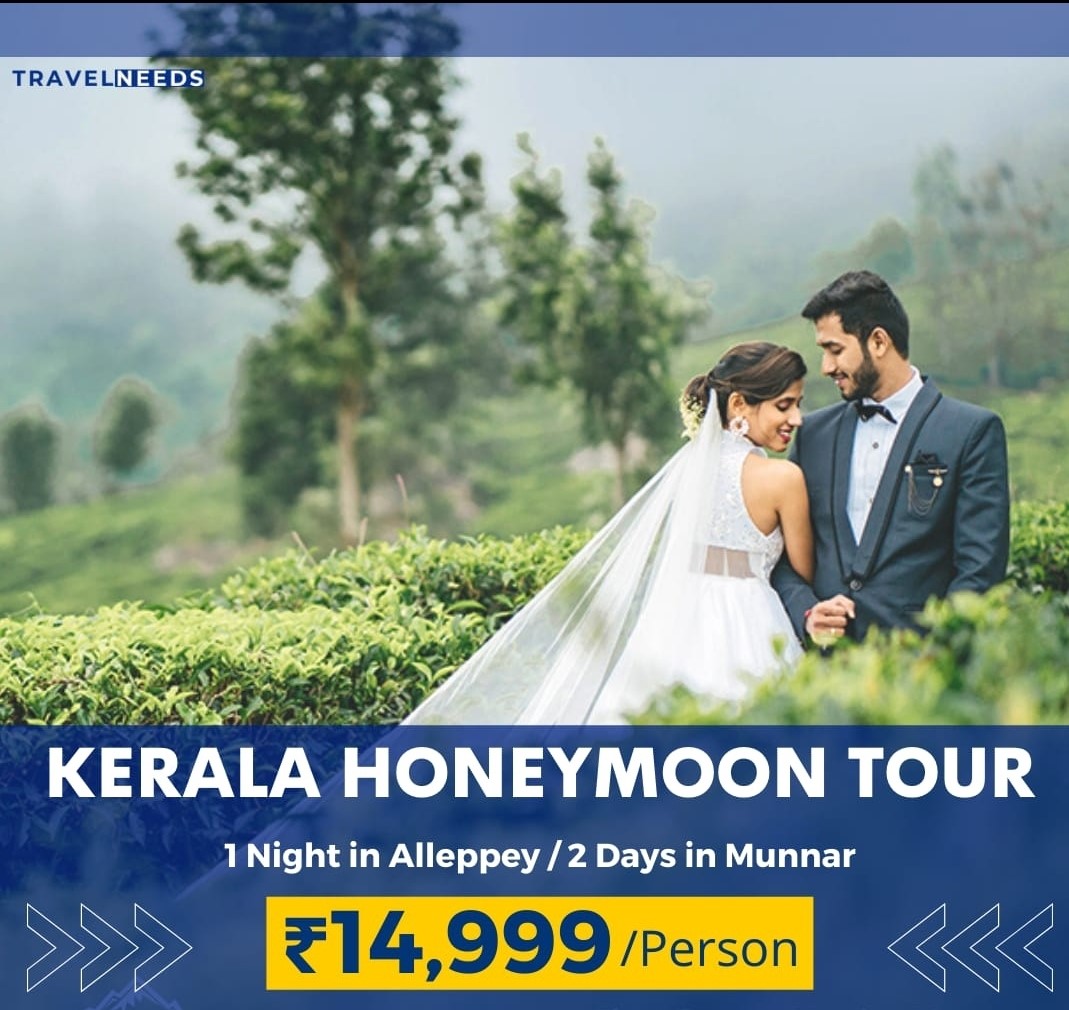 TRAVELNEEDS
KERALA HONEYMOON TOUR
1 Night in Alleppey / 2 Days in Munnar
₹14,999 /Person